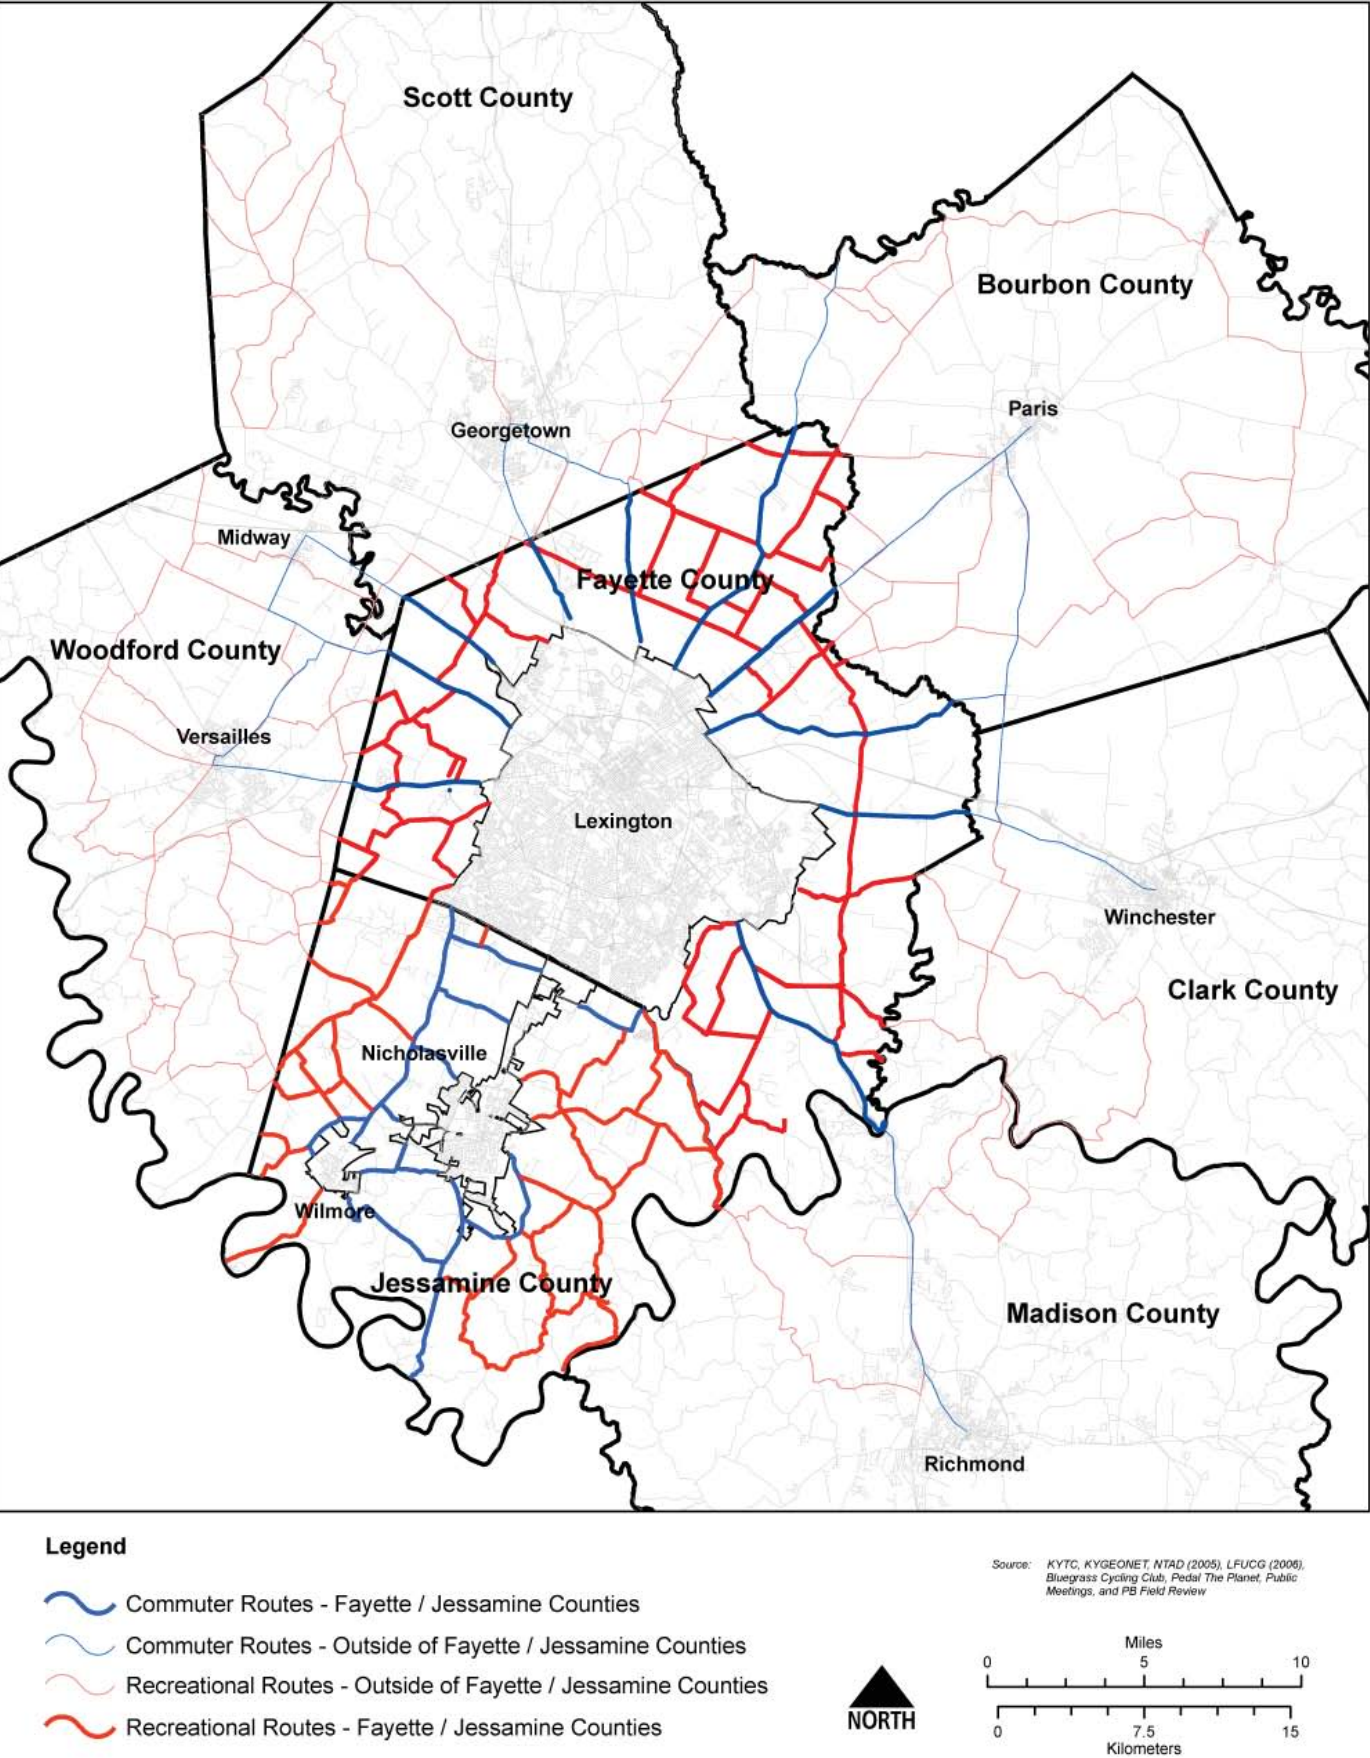 Scott County
Bourbon County
Paris
Georgetown
Midway
Fayette County
Woodford County
Versailles
Lexington
Winchester
Clark County
Nicholasville
Wilmore
Jessamine County
Madison County
Richmond
Legend
Commuter Routes - Fayette / Jessamine Counties
Commuter Routes - Outside of Fayette / Jessamine Counties
Recreational Routes - Outside of Fayette / Jessamine Counties
Recreational Routes - Fayette / Jessamine Counties
NORTH
Source: KYTC, KYGEONET, NTAD (2005), LFUCG (2006),
Bluegrass Cycling Club, Pedal The Planet, Public
Meetings, and PB Field Review
Miles
0 5 10
0 7.5 15
Kilometers